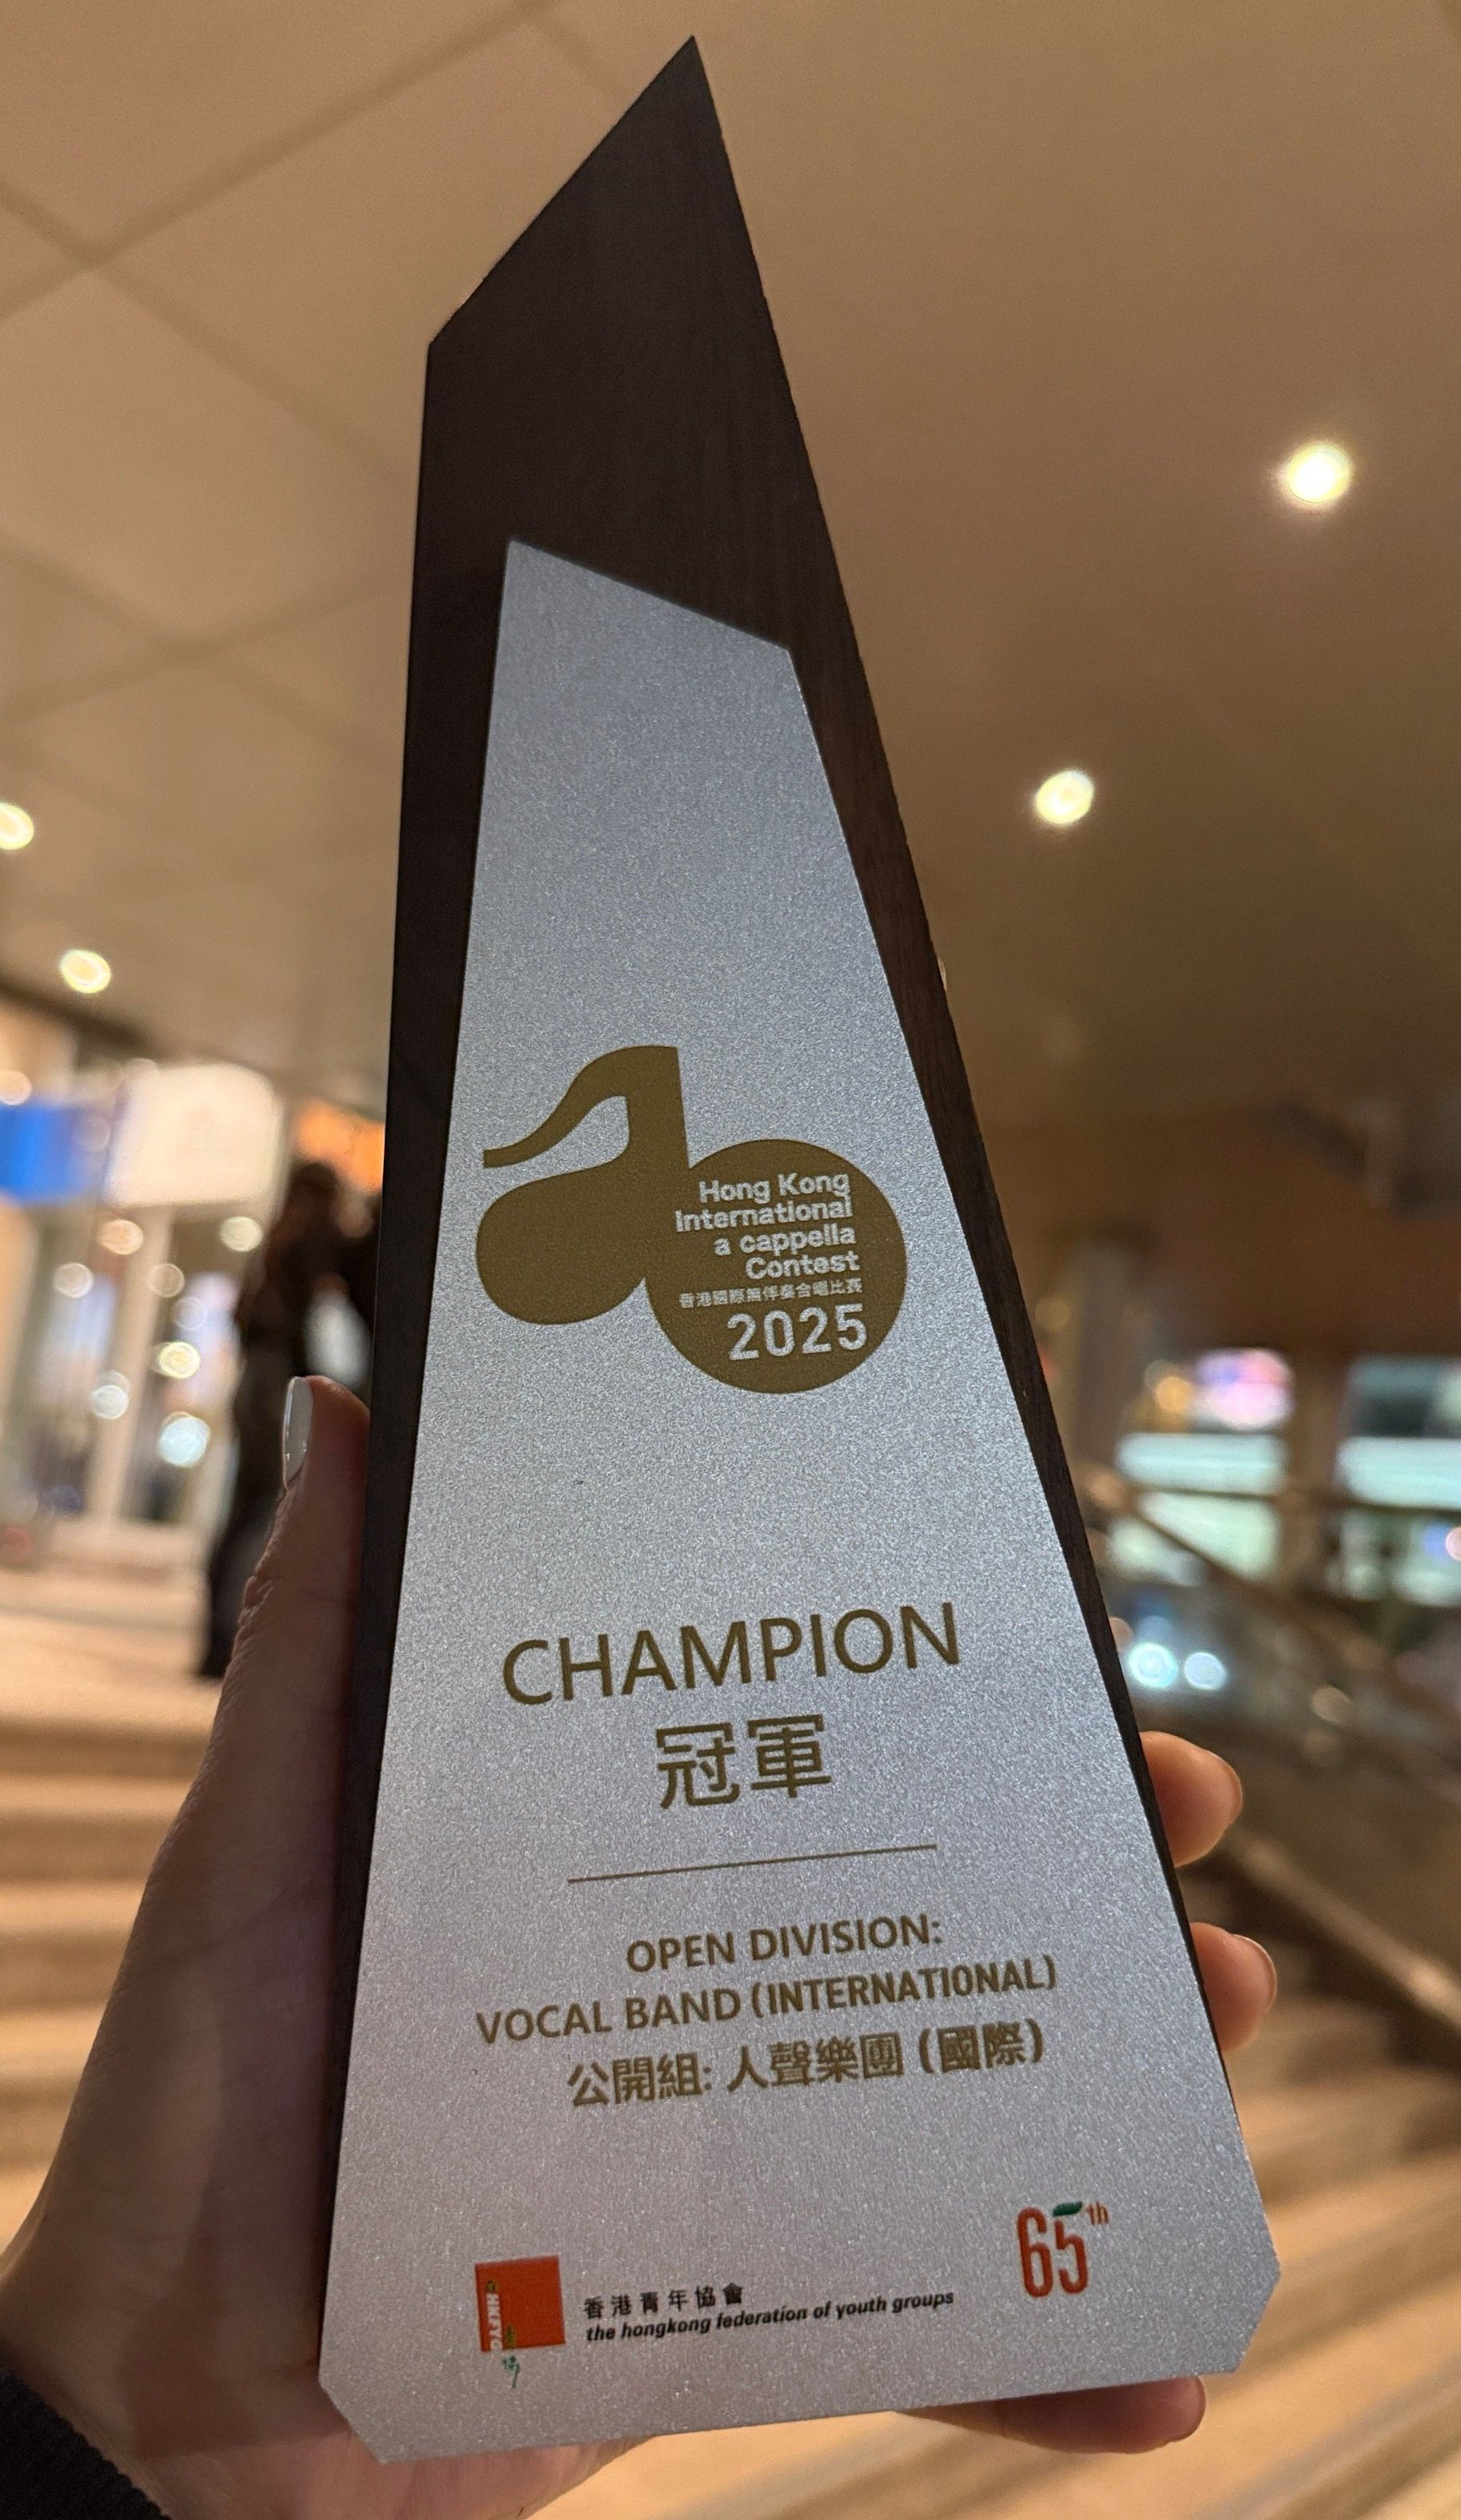 Hong Kong
International
a cappella
Contest
香港國際無伴奏合唱比賽
2025
CHAMPION
冠軍
OPEN DIVISION:
VOCAL BAND (INTERNATIONAL)
公開組: 人聲樂團 (國際)
65th
HKFYG
香港青年協會
the hongkong federation of youth groups